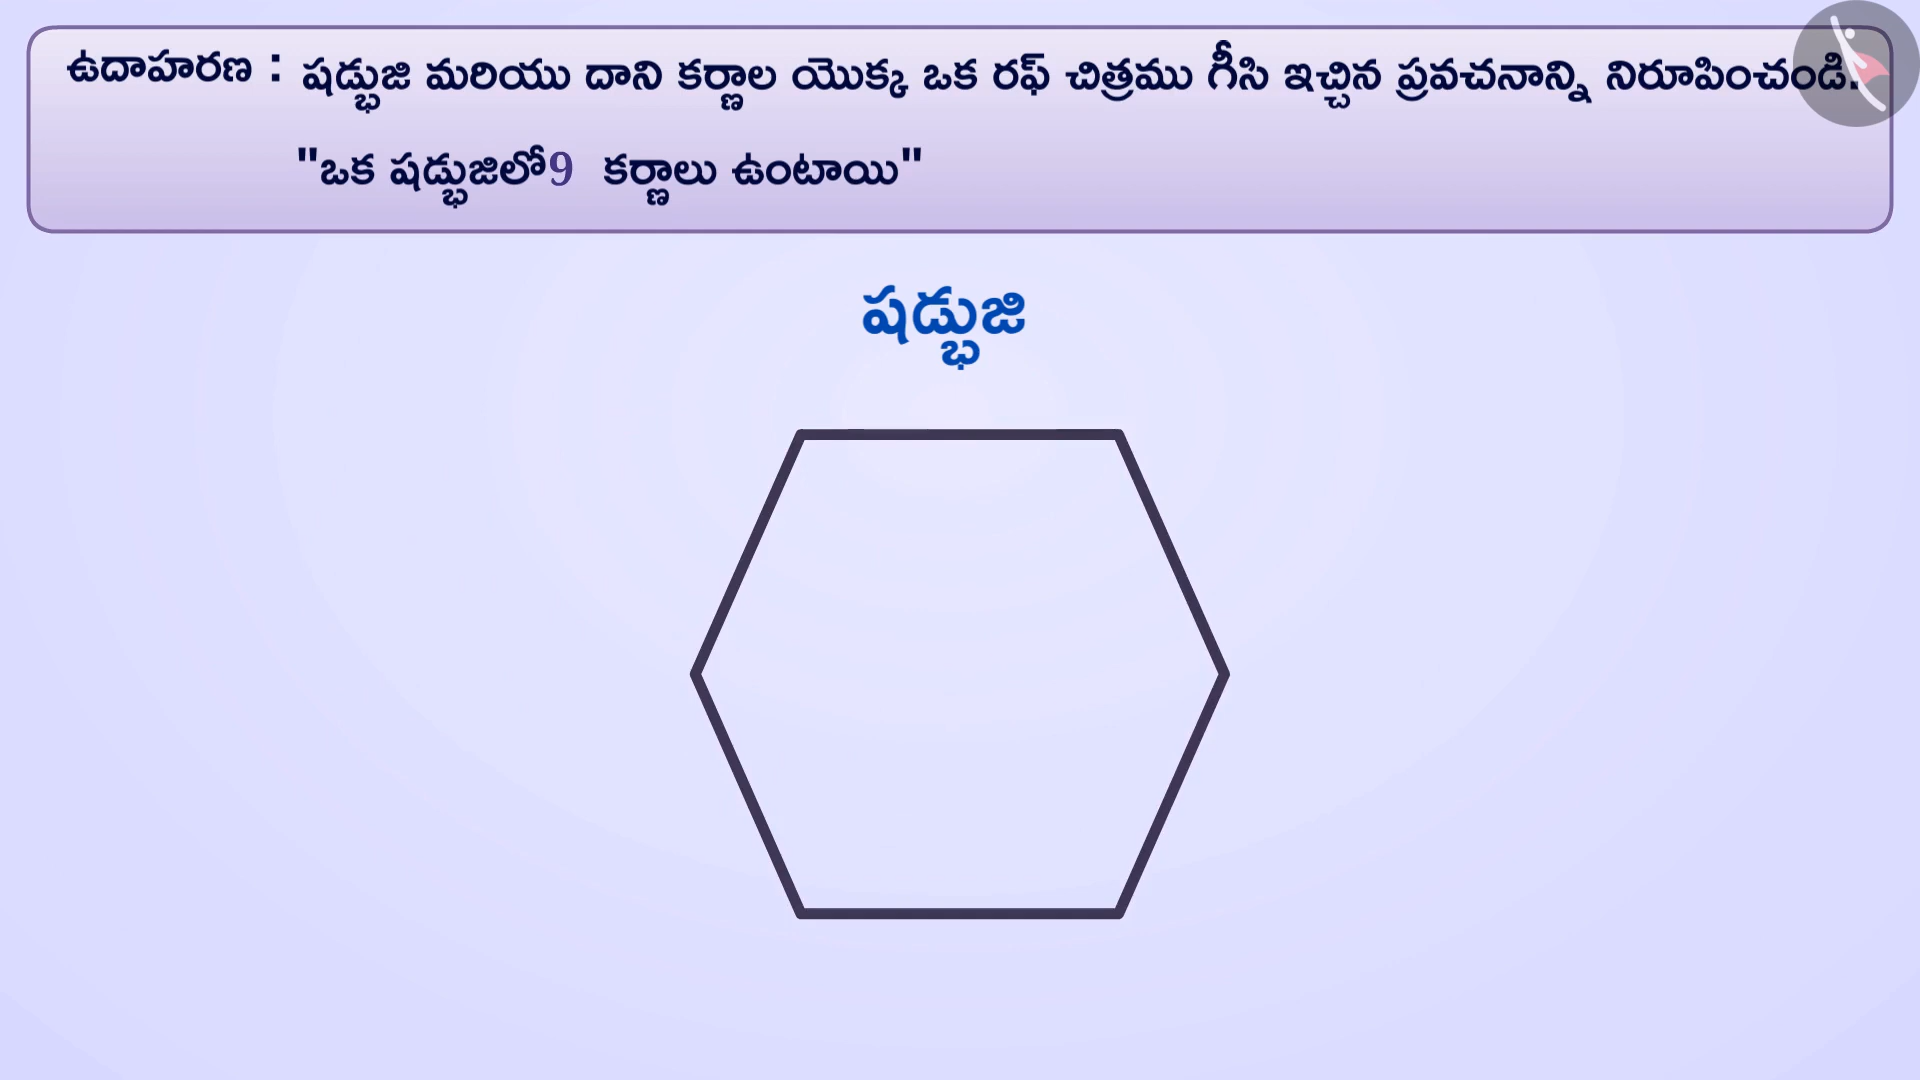 ఉదాహరణ : షడ్భుజి మరియు దాని కర్ణాల యొక్క ఒక రఫ్ చిత్రము గీసి ఇచ్చిన ప్రవచనాన్ని నిరూపించండి.
"ఒక షడ్భుజిలో9 కర్ణాలు ఉంటాయి"
షడ్భుజి